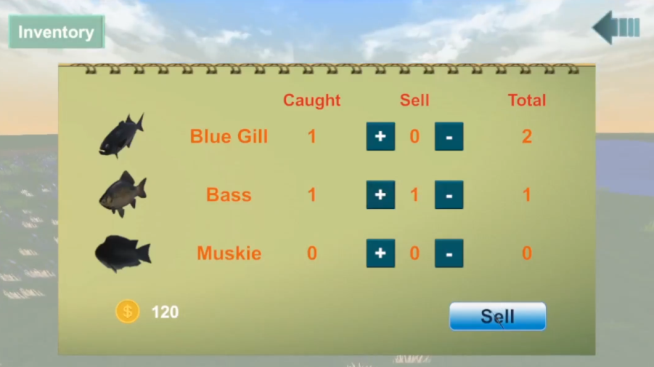 Inventory
Caught Sell Total
Blue Gill 1 + 0 - 2
Bass 1 + 1 - 1
Muskie 0 + 0 - 0
$ 120 Sell